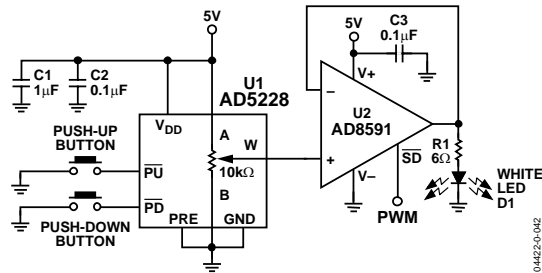 5V
C1
1μF
C2
0.1μF
U1
AD5228
VDD
A
W
10kΩ
B
PUSH-UP
BUTTON
PU
PD
PUSH-DOWN
BUTTON
PRE
GND
5V
C3
0.1μF
V+
–
U2
AD8591
+
SD
V–
PWM
R1
6Ω
WHITE
LED
D1
04422-0-042